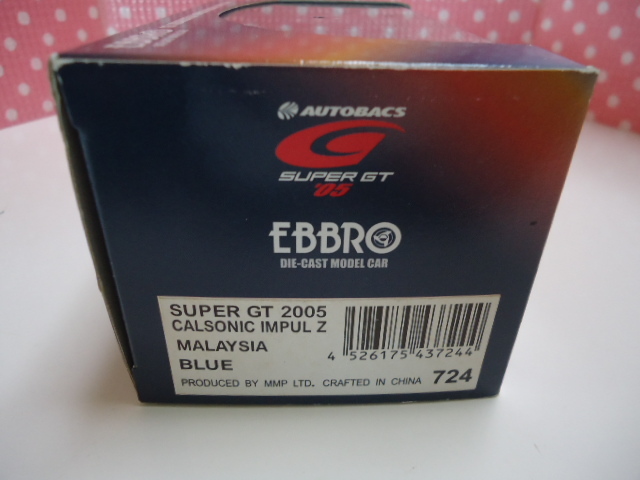 AUTOBACS
SUPER GT
'05
EBBRO
DIE-CAST MODEL CAR
SUPER GT 2005
CALSONIC IMPUL Z
MALAYSIA
BLUE
4 526175 437244
PRODUCED BY MMP LTD. CRAFTED IN CHINA 724